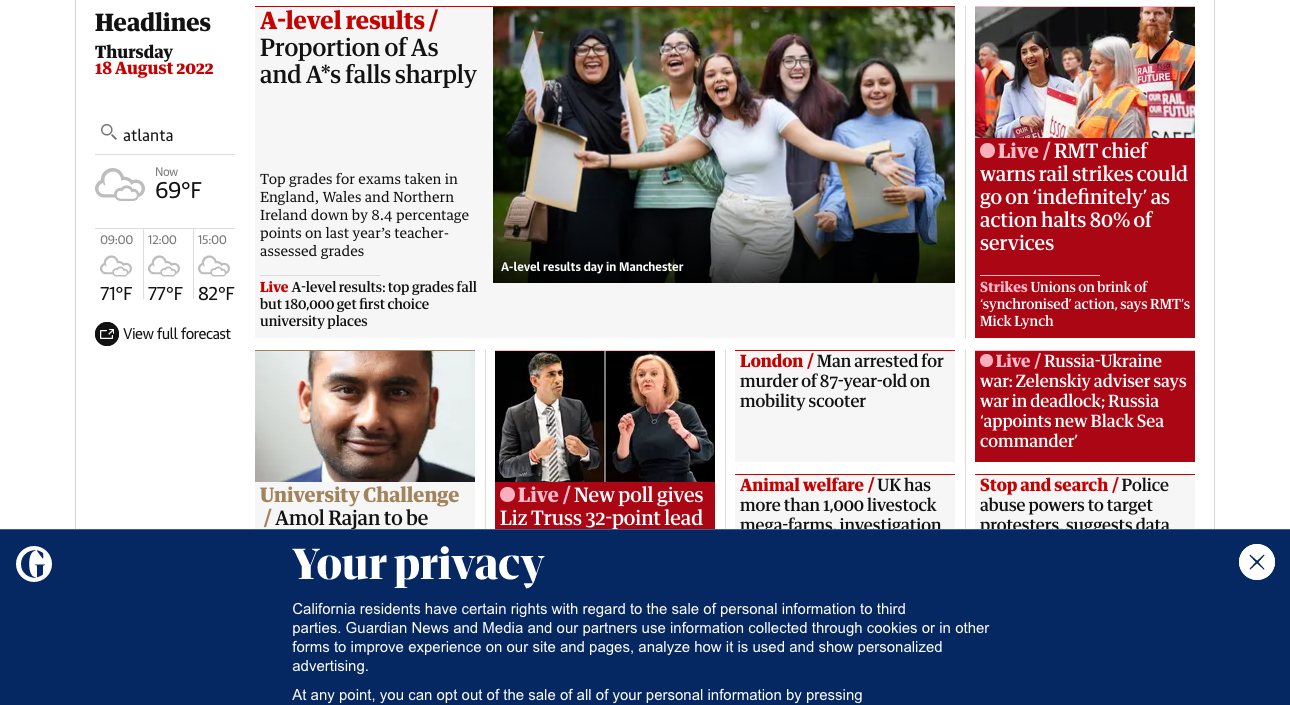 Headlines
Thursday
18 August 2022
atlanta
Now
69°F
09:00
12:00
15:00
71°F
77°F
82°F
View full forecast
A-level results /
Proportion of As
and A*s falls sharply
Top grades for exams taken in
England, Wales and Northern
Ireland down by 8.4 percentage
points on last year's teacher-
assessed grades
Live A-level results: top grades fall
but 180,000 get first choice
university places
A-level results day in Manchester
RAIL
FUTURE
OUR RAIL
OUR FUTURE
tssa
OUR
SAFE
Live / RMT chief
warns rail strikes could
go on ‘indefinitely’ as
action halts 80% of
services
Strikes Unions on brink of
‘synchronised’ action, says RMT’s
Mick Lynch
University Challenge
/ Amol Rajan to be
Live / New poll gives
Liz Truss 32-point lead
London / Man arrested for
murder of 87-year-old on
mobility scooter
Animal welfare / UK has
more than 1,000 livestock
mega-farms, investigation
Live / Russia-Ukraine
war: Zelenskiy adviser says
war in deadlock; Russia
‘appoints new Black Sea
commander’
Stop and search / Police
abuse powers to target
protesters, suggests data
G
Your privacy
California residents have certain rights with regard to the sale of personal information to third
parties. Guardian News and Media and our partners use information collected through cookies or in other
forms to improve experience on our site and pages, analyze how it is used and show personalized
advertising.
At any point, you can opt out of the sale of all of your personal information by pressing